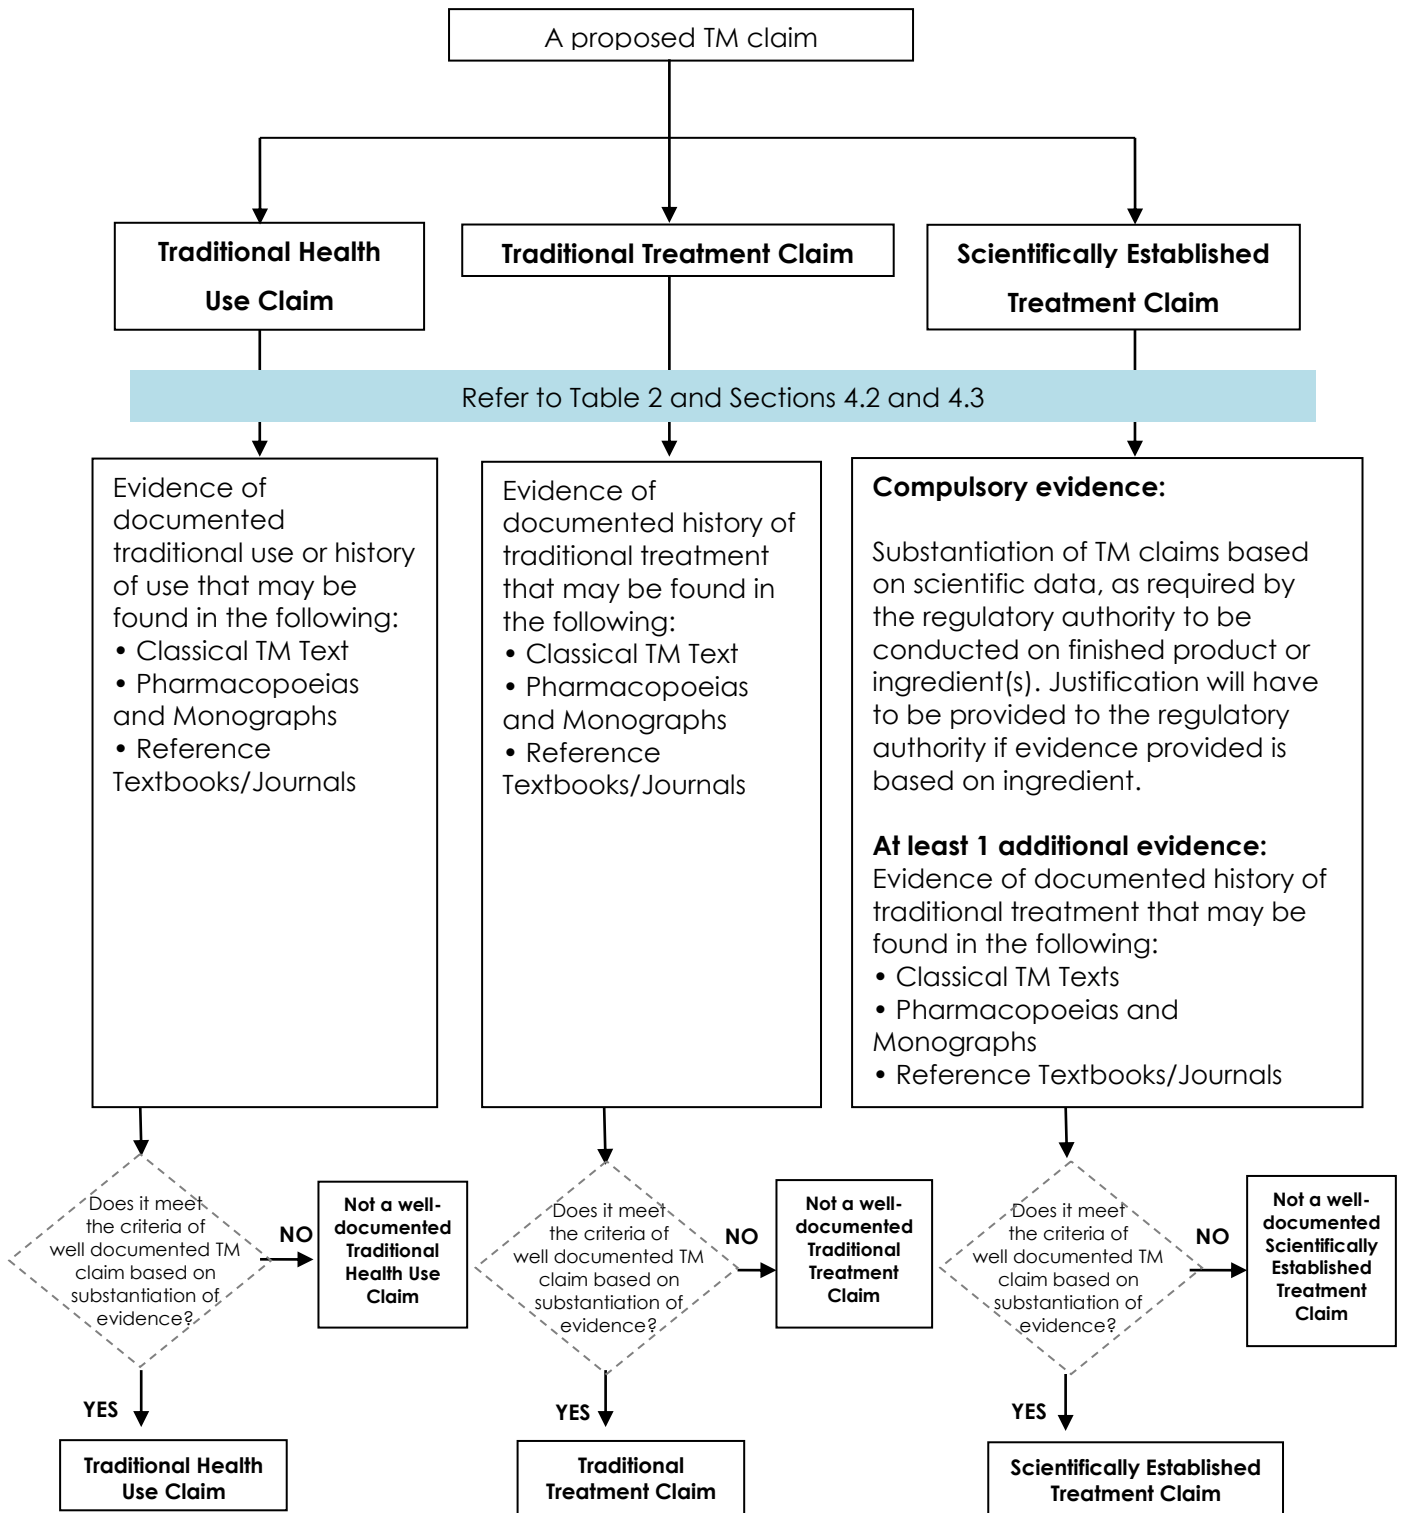 A proposed TM claim
Traditional Health
Use Claim
Traditional Treatment Claim
Scientifically Established
Treatment Claim
Refer to Table 2 and Sections 4.2 and 4.3
Evidence of
documented
traditional use or history
of use that may be
found in the following:
• Classical TM Text
• Pharmacopoeias
and Monographs
• Reference
Textbooks/Journals
Evidence of
documented history of
traditional treatment
that may be found in
the following:
• Classical TM Text
• Pharmacopoeias
and Monographs
• Reference
Textbooks/Journals
Compulsory evidence:
Substantiation of TM claims based
on scientific data, as required by
the regulatory authority to be
conducted on finished product or
ingredient(s). Justification will have
to be provided to the regulatory
authority if evidence provided is
based on ingredient.
At least 1 additional evidence:
Evidence of documented history of
traditional treatment that may be
found in the following:
• Classical TM Texts
• Pharmacopoeias and
Monographs
• Reference Textbooks/Journals
Does it meet
the criteria of
well documented TM
claim based on
substantiation of
evidence?
NO
Not a well-
documented
Traditional
Health Use
Claim
Does it meet
the criteria of
well documented TM
claim based on
substantiation of
evidence?
NO
Not a well-
documented
Traditional
Treatment
Claim
Does it meet
the criteria of
well documented TM
claim based on
substantiation of
evidence?
NO
Not a well-
documented
Scientifically
Established
Treatment
Claim
YES
Traditional Health
Use Claim
YES
Traditional
Treatment Claim
YES
Scientifically Established
Treatment Claim